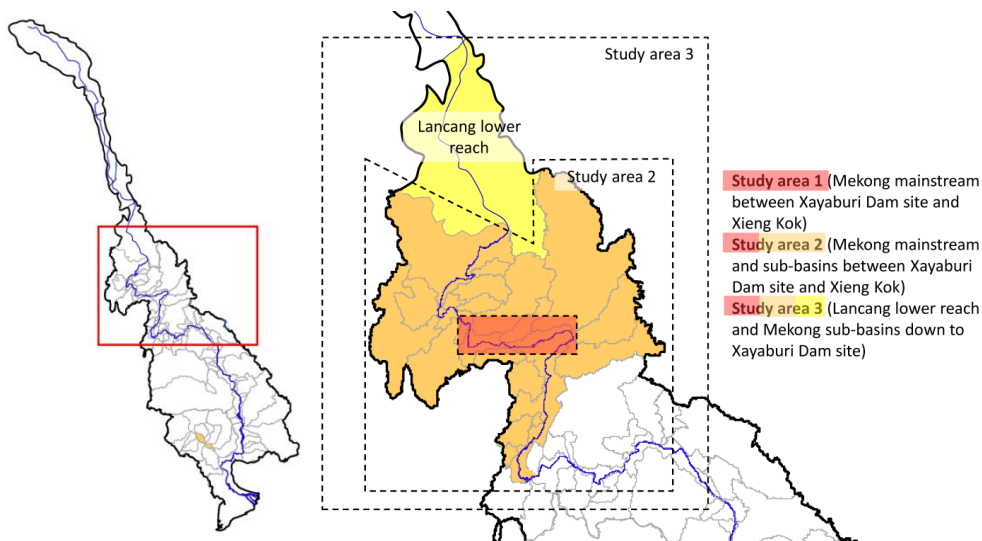 Study area 3
Lancang lower
reach
Study area 2
Study area 1 (Mekong mainstream
between Xayaburi Dam site and
Xieng Kok)
Study area 2 (Mekong mainstream
and sub-basins between Xayaburi
Dam site and Xieng Kok)
Study area 3 (Lancang lower reach
and Mekong sub-basins down to
Xayaburi Dam site)